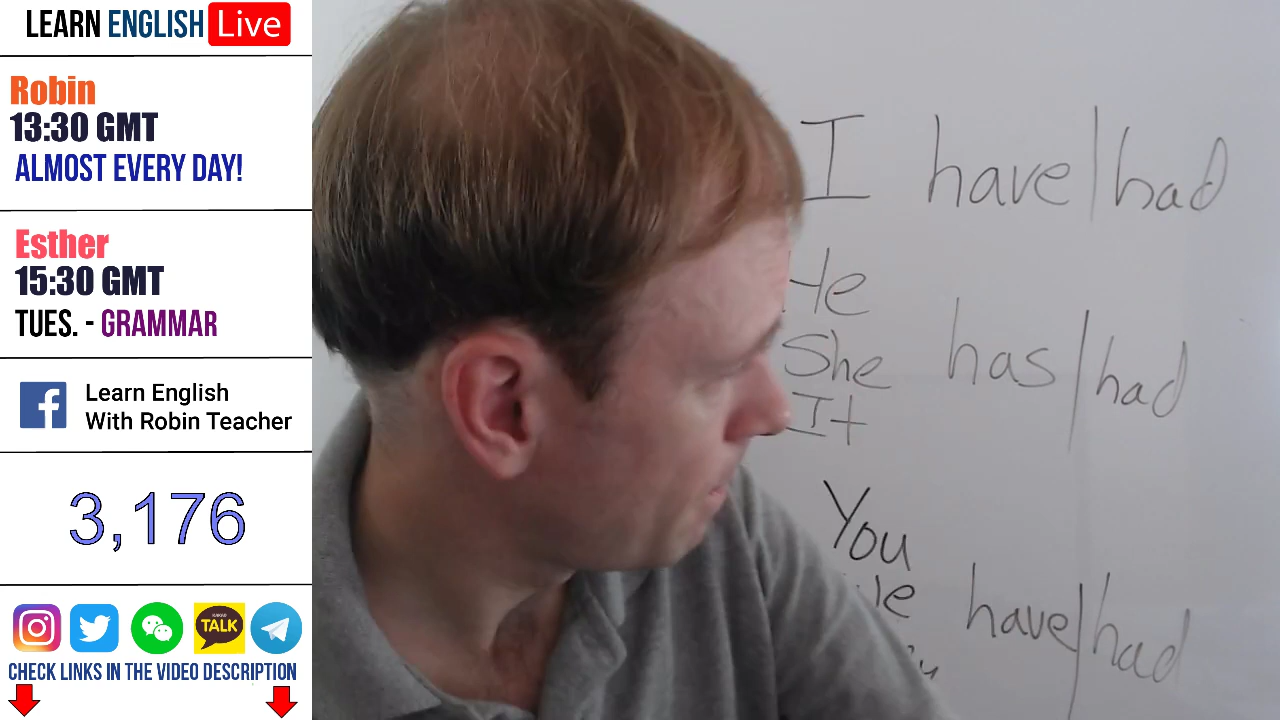 LEARN ENGLISH Live
Robin
13:30 GMT
ALMOST EVERY DAY!
Esther
15:30 GMT
TUES. - GRAMMAR
Learn English
With Robin Teacher
3,176
KAKAO
TALK
CHECK LINKS IN THE VIDEO DESCRIPTION
I have/had
He
She has/had
It
You
have/had